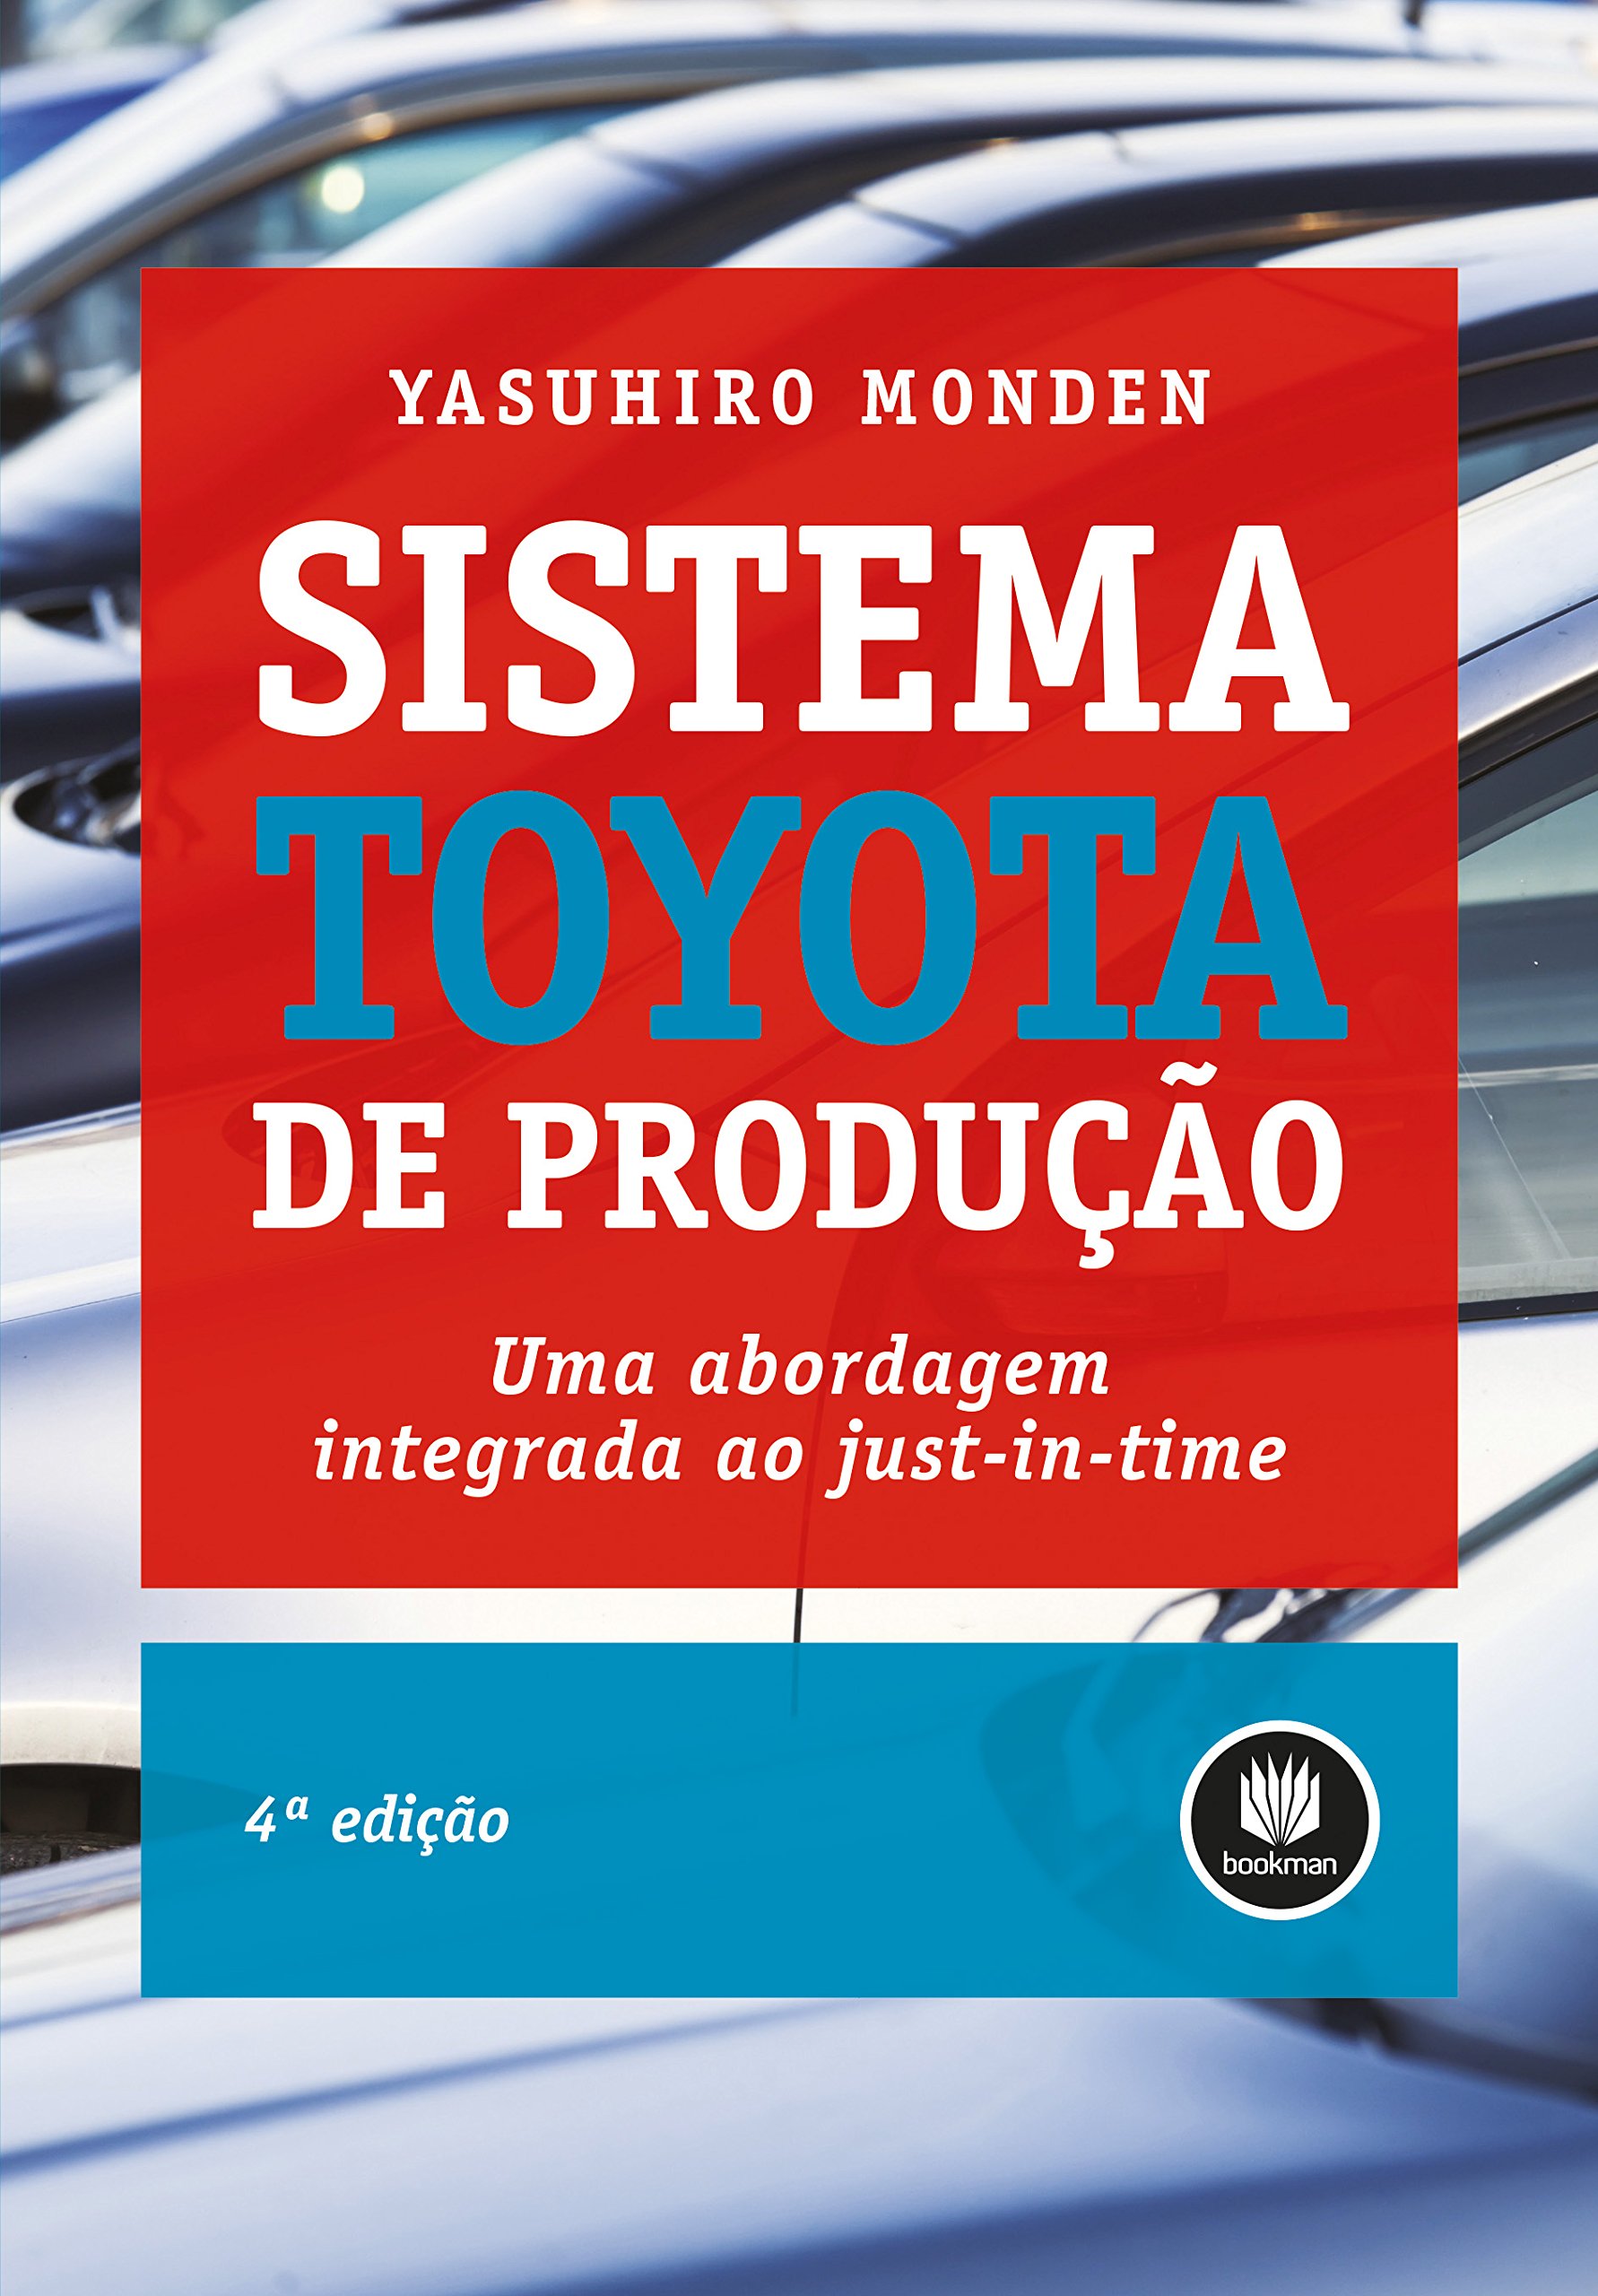 YASUHIRO MONDEN
SISTEMA
TOYOTA
DE PRODUÇÃO
Uma abordagem
integrada ao just-in-time
4ª edição
bookman